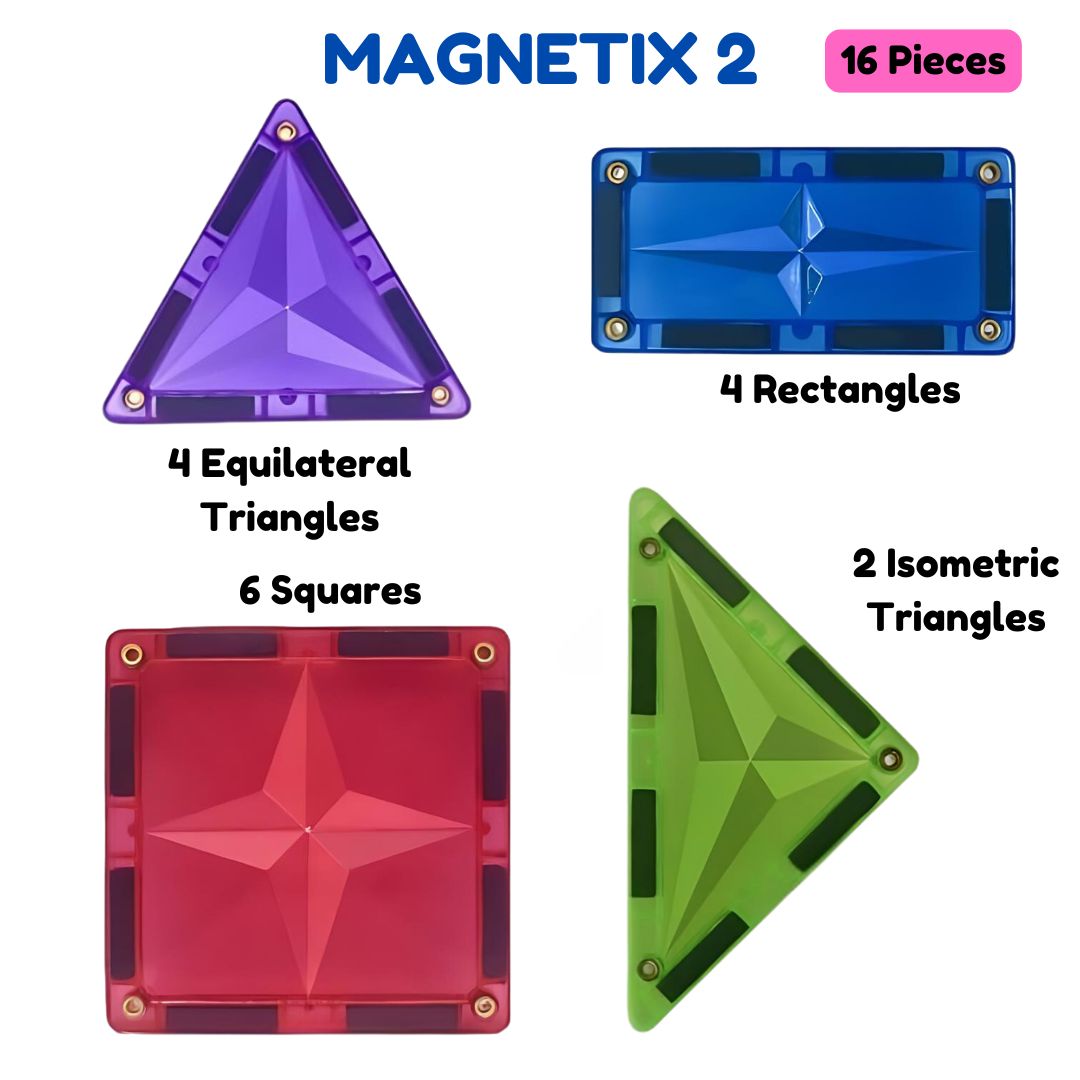 MAGNETIX 2
16 Pieces
4 Equilateral
Triangles
4 Rectangles
6 Squares
2 Isometric
Triangles